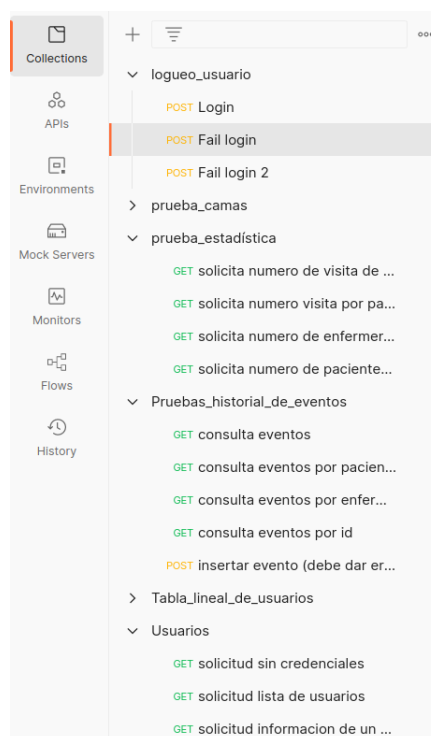 Collections
APIs
Environments
Mock Servers
Monitors
Flows
History
logueo_usuario
POST Login
POST Fail login
POST Fail login 2
prueba_camas
prueba_estadística
GET solicita numero de visita de ...
GET solicita numero visita por pa...
GET solicita numero de enfermer...
GET solicita numero de paciente...
Pruebas_historial_de_eventos
GET consulta eventos
GET consulta eventos por pacien...
GET consulta eventos por enfer...
GET consulta eventos por id
POST insertar evento (debe dar er...
Tabla_lineal_de_usuarios
Usuarios
GET solicitud sin credenciales
GET solicitud lista de usuarios
GET solicitud informacion de un ...